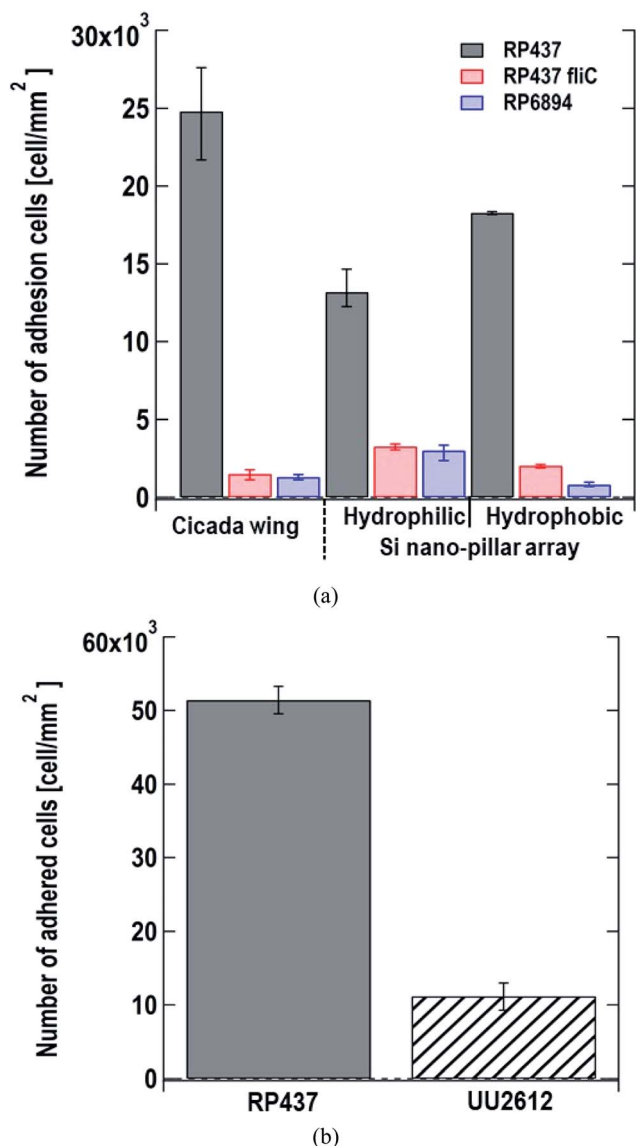 30x10³
25
20
15
10
5
0
Number of adhesion cells [cell/mm² ]
RP437
RP437 fliC
RP6894
Cicada wing
Hydrophilic
Hydrophobic
Si nano-pillar array
(a)
60x10³
50
40
30
20
10
0
Number of adhered cells [cell/mm² ]
RP437
UU2612
(b)